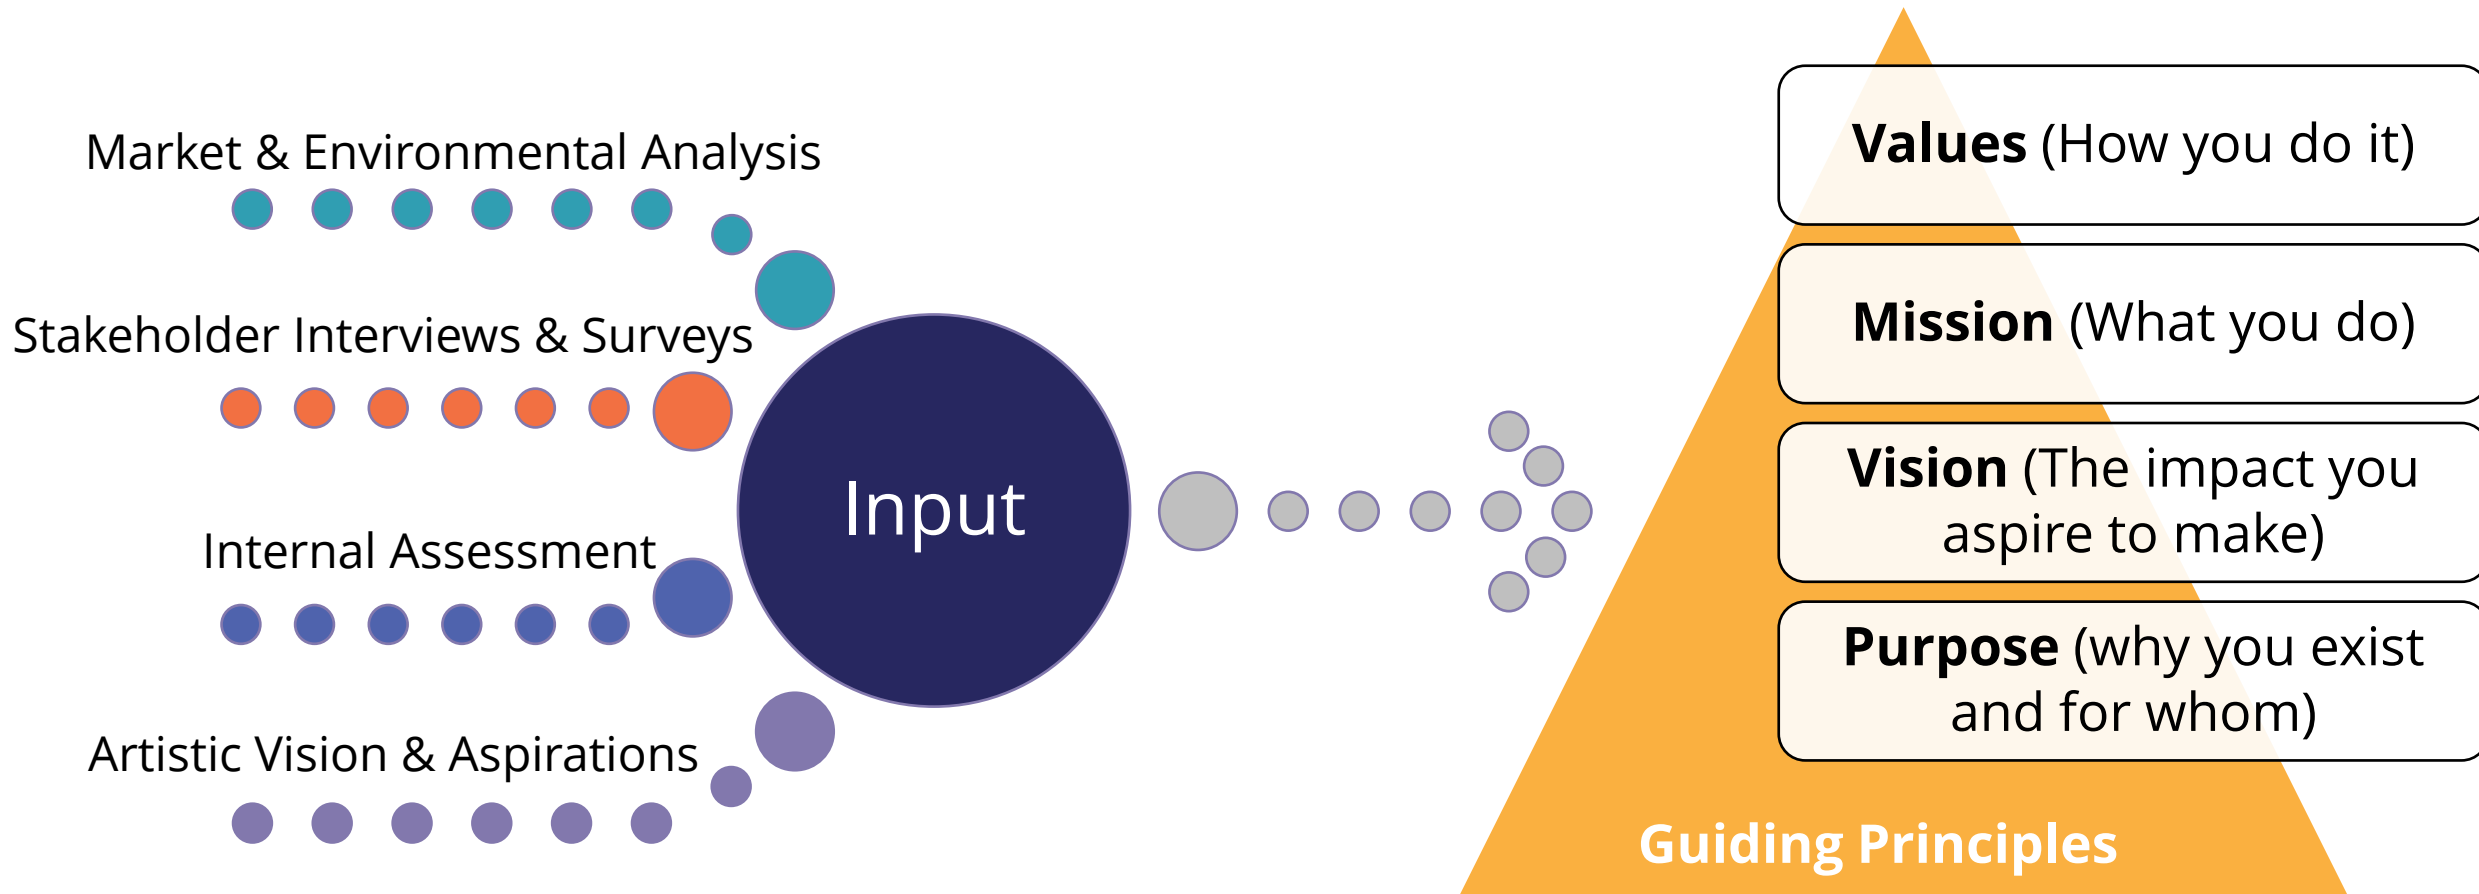 Market & Environmental Analysis
Stakeholder Interviews & Surveys
Internal Assessment
Artistic Vision & Aspirations
Input
Values (How you do it)
Mission (What you do)
Vision (The impact you
aspire to make)
Purpose (why you exist
and for whom)
Guiding Principles